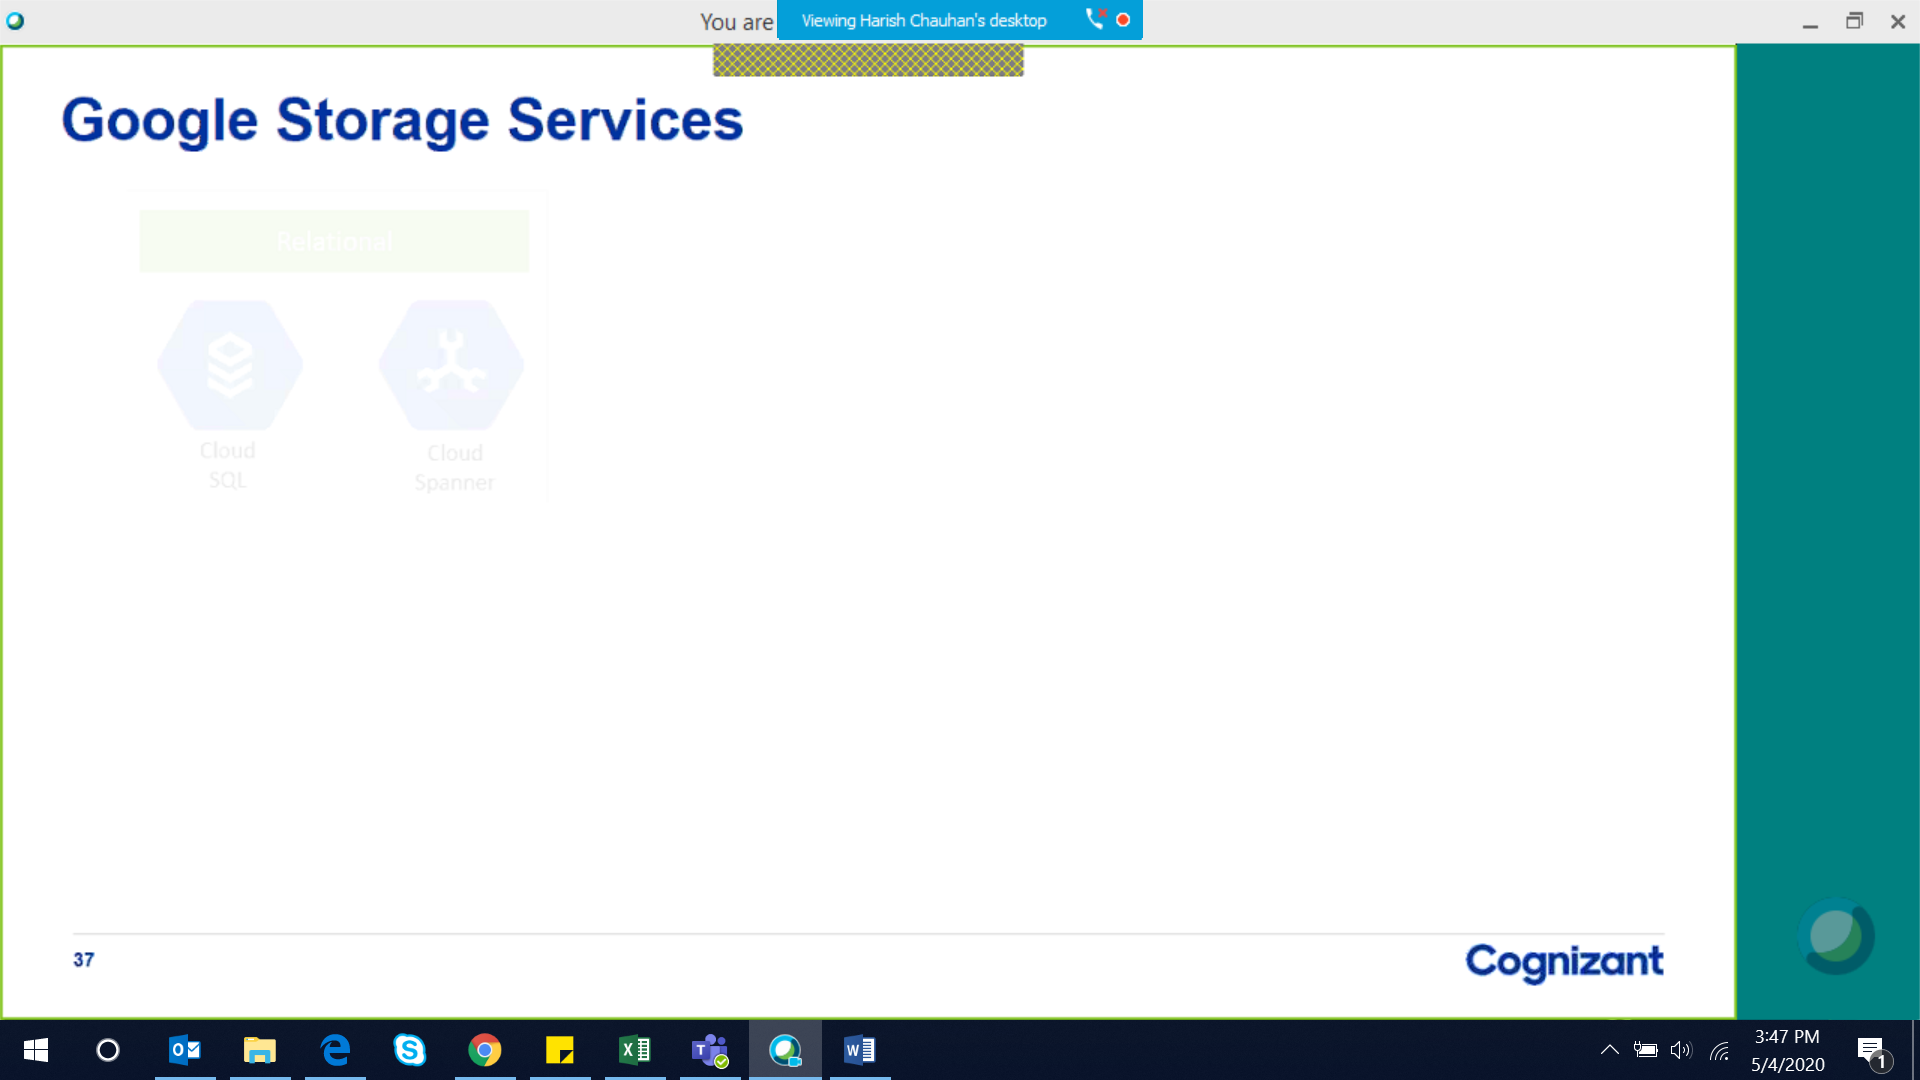 You are
Viewing Harish Chauhan's desktop
Google Storage Services
Relational
Cloud
SQL
Cloud
Spanner
37
Cognizant
3:47 PM
5/4/2020
1